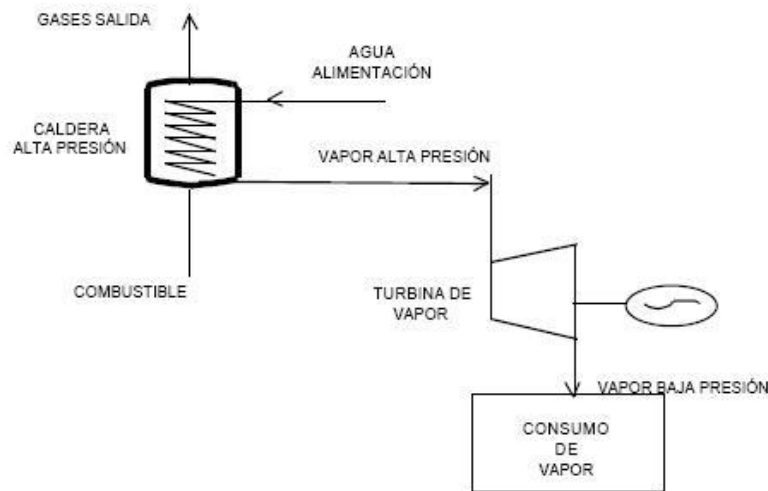 GASES SALIDA
AGUA
ALIMENTACIÓN
CALDERA
ALTA PRESIÓN
VAPOR ALTA PRESIÓN
COMBUSTIBLE
TURBINA DE
VAPOR
VAPOR BAJA PRESIÓN
CONSUMO
DE
VAPOR